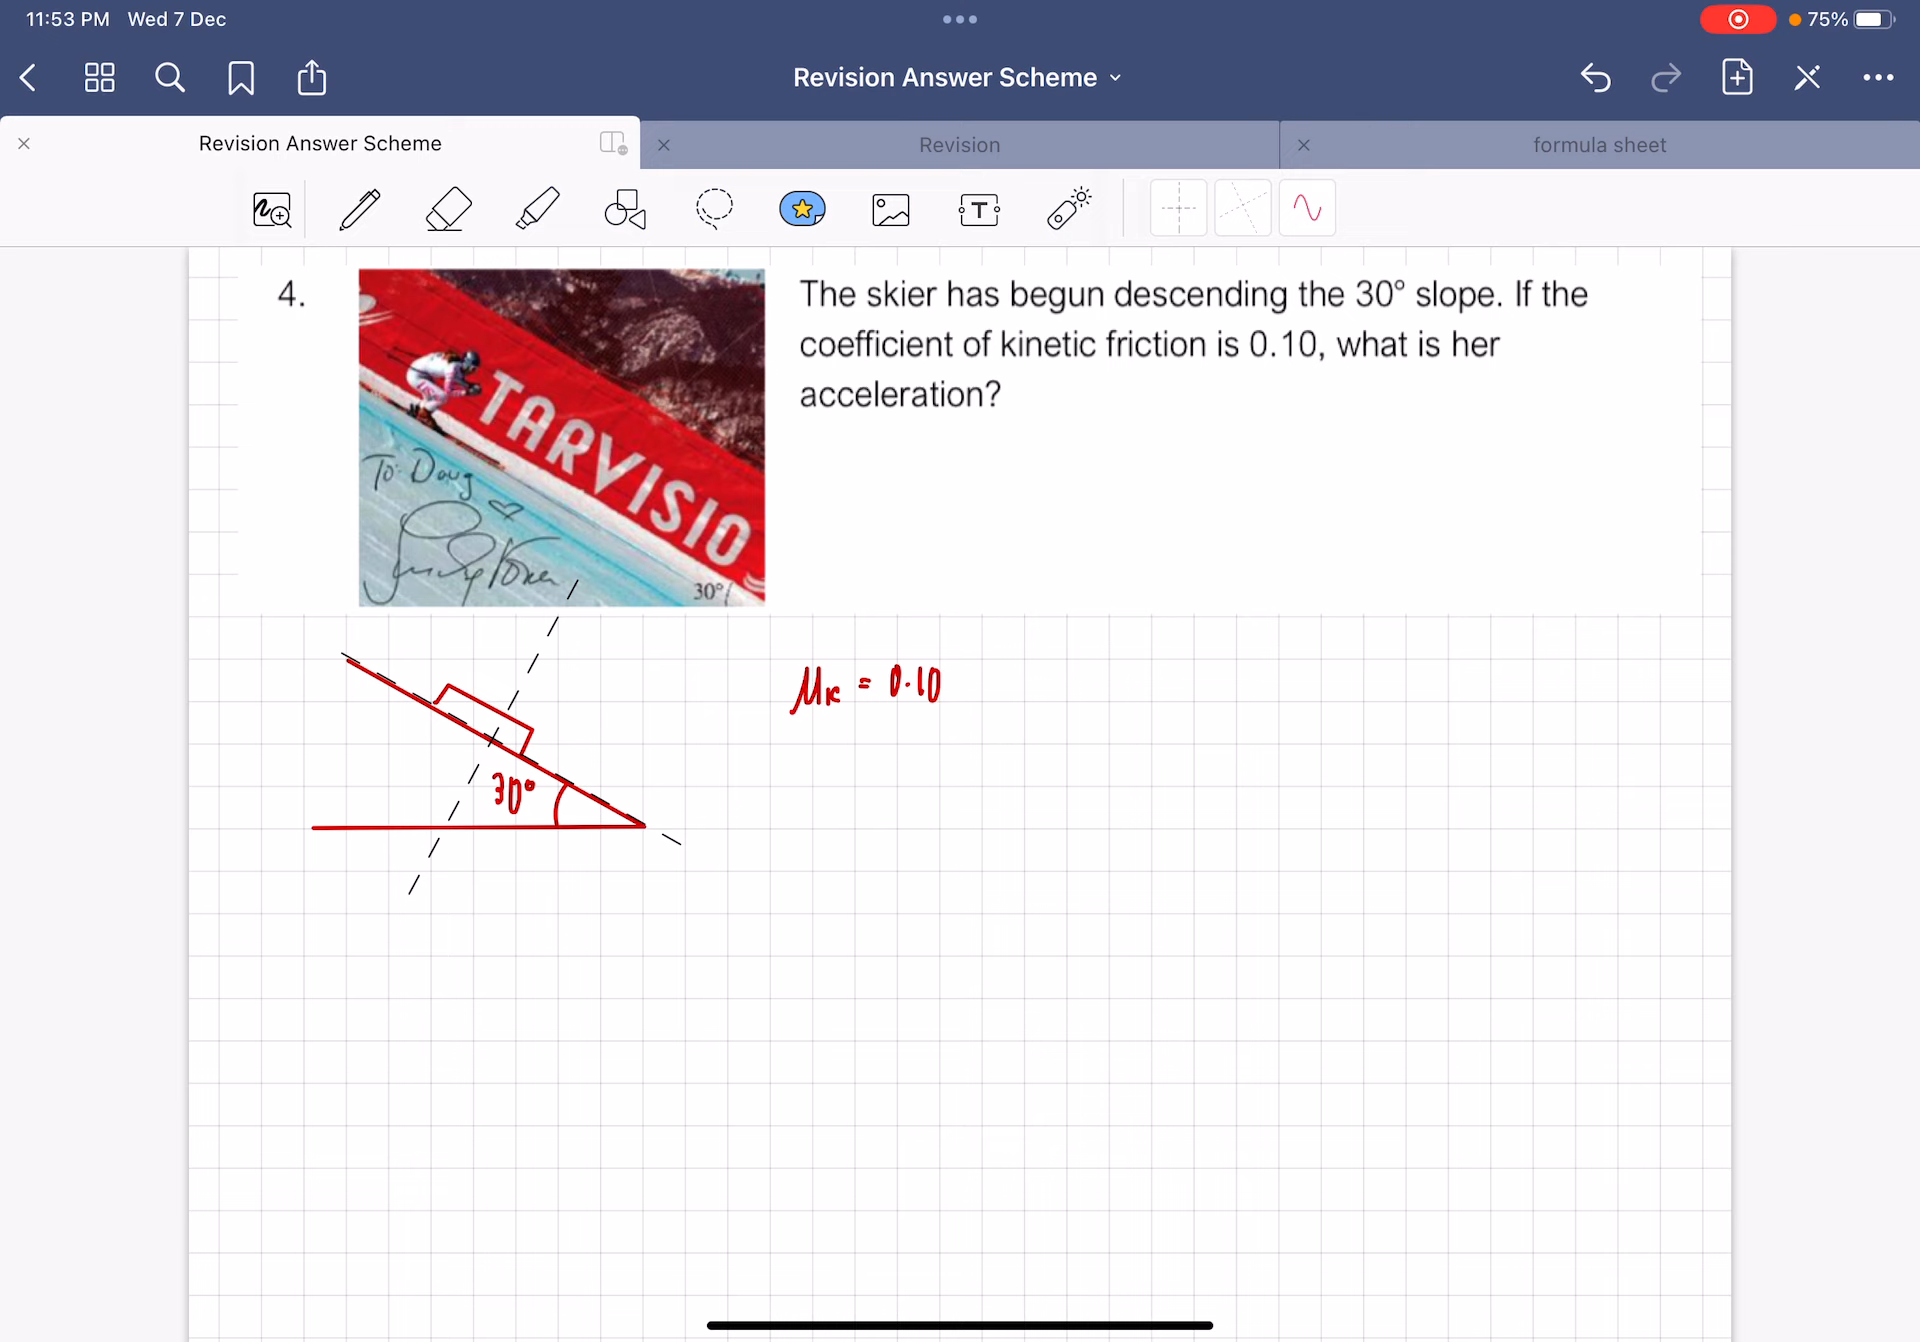 11:53 PM Wed 7 Dec
75%
Revision Answer Scheme
Revision Answer Scheme
Revision
formula sheet
T
4.
The skier has begun descending the 30° slope. If the
coefficient of kinetic friction is 0.10, what is her
acceleration?
TARVISIO
To: Doug
30°
μk = 0.10
30°